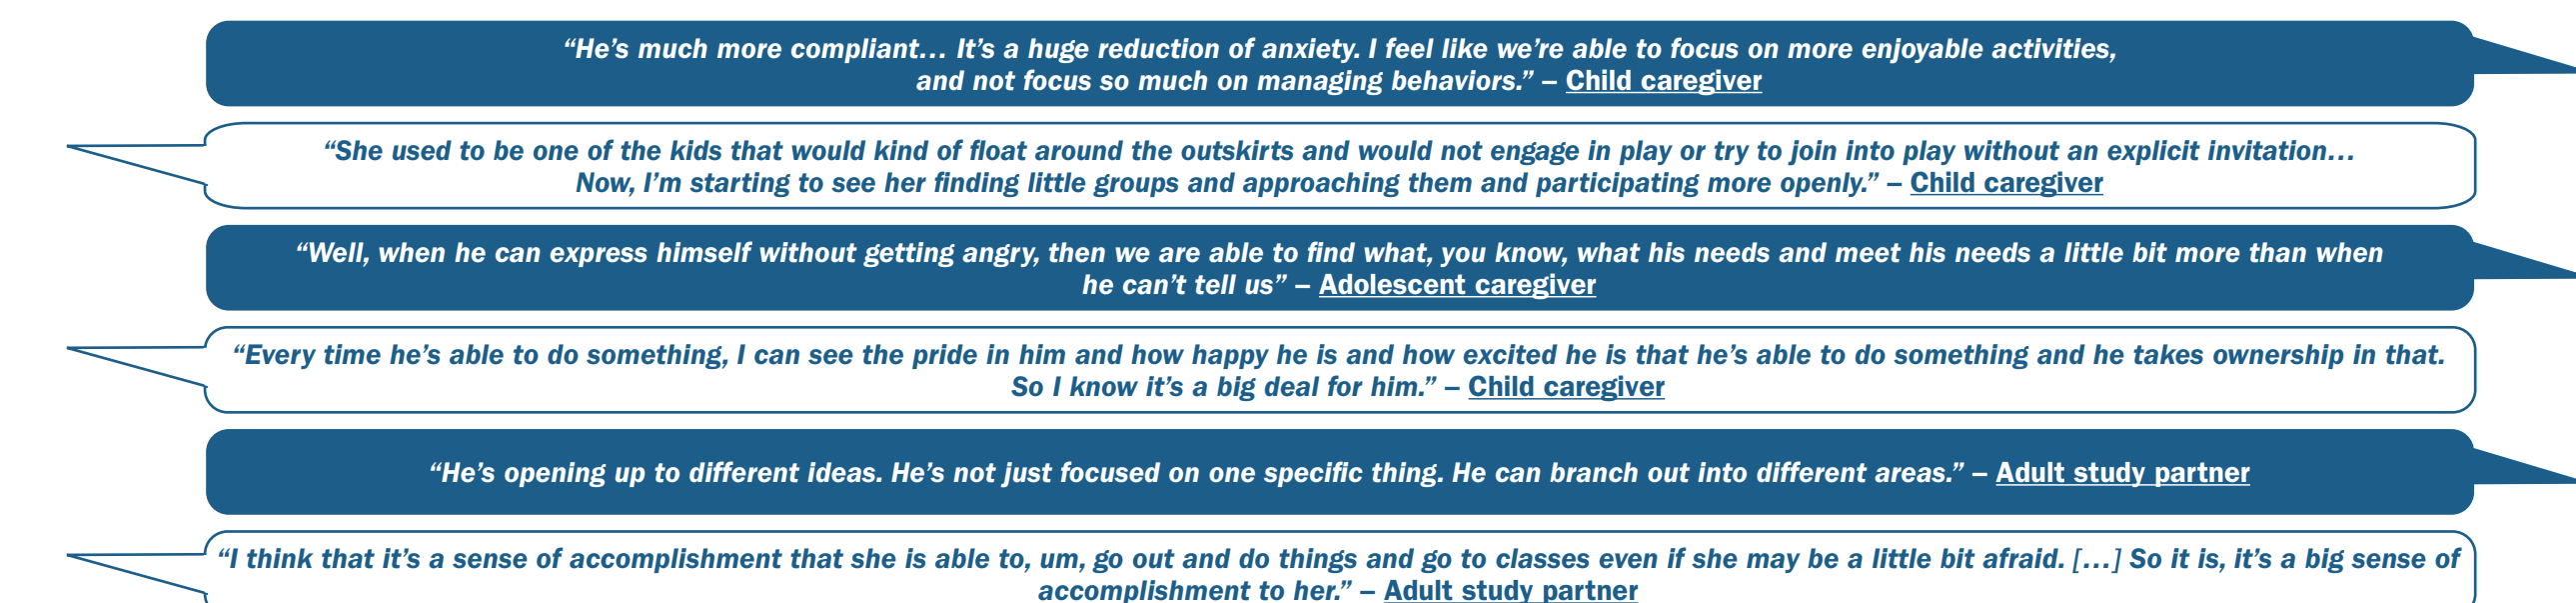 “He’s much more compliant… It’s a huge reduction of anxiety. I feel like we’re able to focus on more enjoyable activities,
and not focus so much on managing behaviors.” – Child caregiver
“She used to be one of the kids that would kind of float around the outskirts and would not engage in play or try to join into play without an explicit invitation…
Now, I’m starting to see her finding little groups and approaching them and participating more openly.” – Child caregiver
“Well, when he can express himself without getting angry, then we are able to find what, you know, what his needs and meet his needs a little bit more than when
he can’t tell us” – Adolescent caregiver
“Every time he’s able to do something, I can see the pride in him and how happy he is and how excited he is that he’s able to do something and he takes ownership in that.
So I know it’s a big deal for him.” – Child caregiver
“He’s opening up to different ideas. He’s not just focused on one specific thing. He can branch out into different areas.” – Adult study partner
“I think that it’s a sense of accomplishment that she is able to, um, go out and do things and go to classes even if she may be a little bit afraid. […] So it is, it’s a big sense of
accomplishment to her.” – Adult study partner